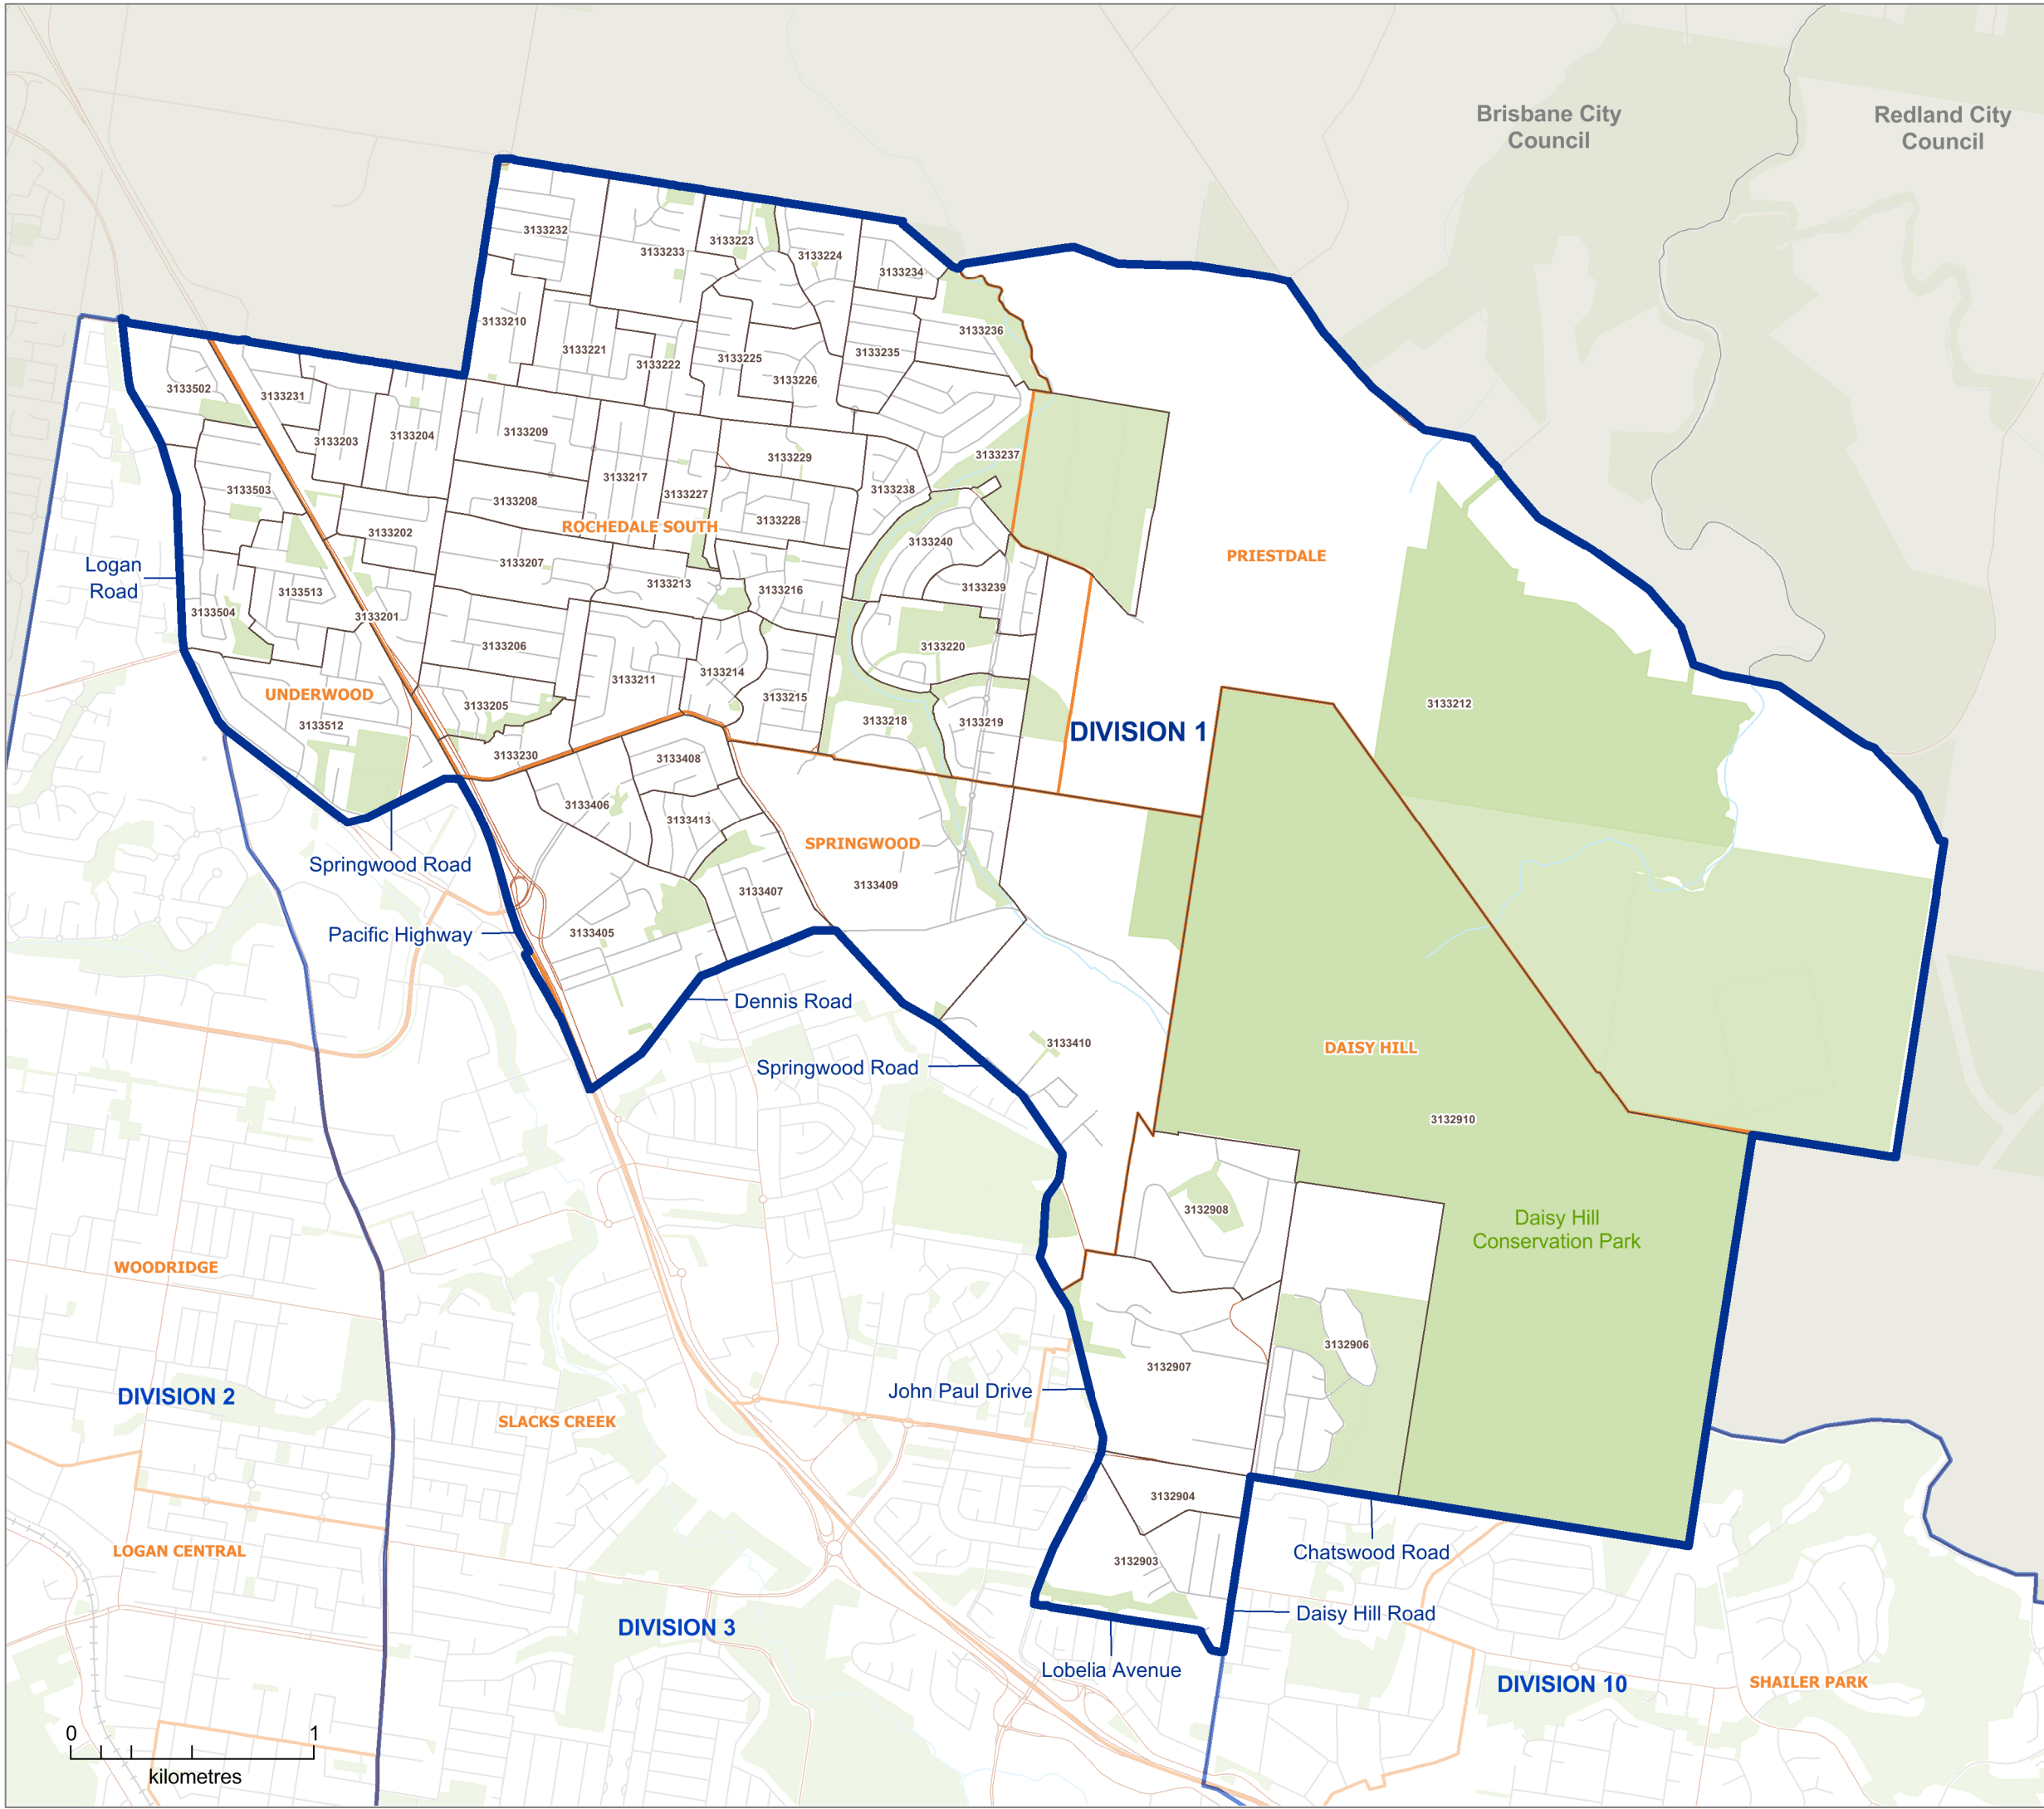 Brisbane City
Council
Redland City
Council
3133232
3133233
3133223
3133224
3133234
3133210
3133236
3133221
3133222
3133225
3133235
3133226
3133502
3133231
3133203
3133204
3133209
3133229
3133237
3133217
3133503
3133208
3133227
3133238
3133228
ROCHEDALE SOUTH
3133202
3133240
PRIESTDALE
Logan
Road
3133207
3133213
3133216
3133239
3133513
3133504
3133201
3133206
3133220
3133214
3133211
3133215
UNDERWOOD
3133205
3133212
3133512
3133218
3133219
DIVISION 1
3133230
3133408
3133406
3133413
SPRINGWOOD
Springwood Road
3133407
3133409
Pacific Highway
3133405
Dennis Road
3133410
DAISY HILL
Springwood Road
3132910
3132908
Daisy Hill
Conservation Park
WOODRIDGE
3132906
3132907
John Paul Drive
DIVISION 2
SLACKS CREEK
3132904
LOGAN CENTRAL
Chatswood Road
3132903
Daisy Hill Road
DIVISION 3
Lobelia Avenue
DIVISION 10
SHAILER PARK
0 1
kilometres